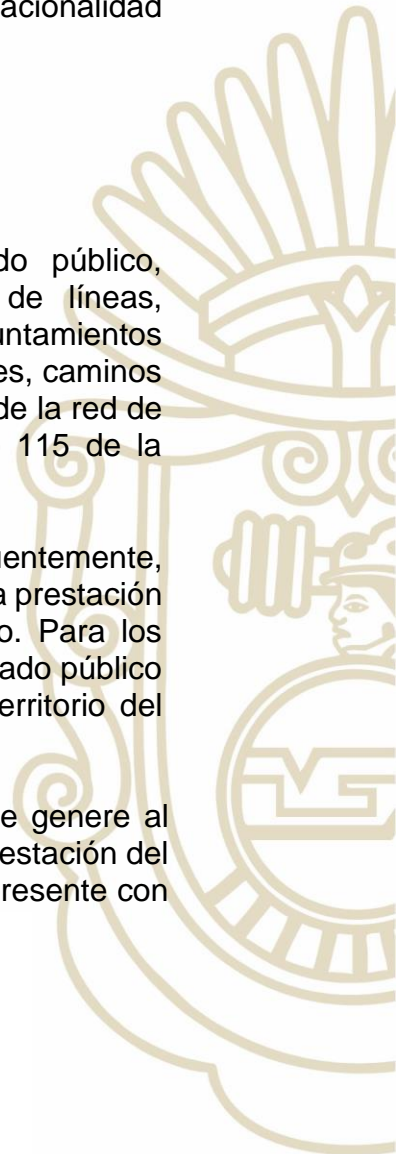 acionalidad
do público,
de líneas,
untamientos
es, caminos
de la red de
115 de la
uentemente,
a prestación
o. Para los
ado público
erritorio del
e genere al
estación del
resente con